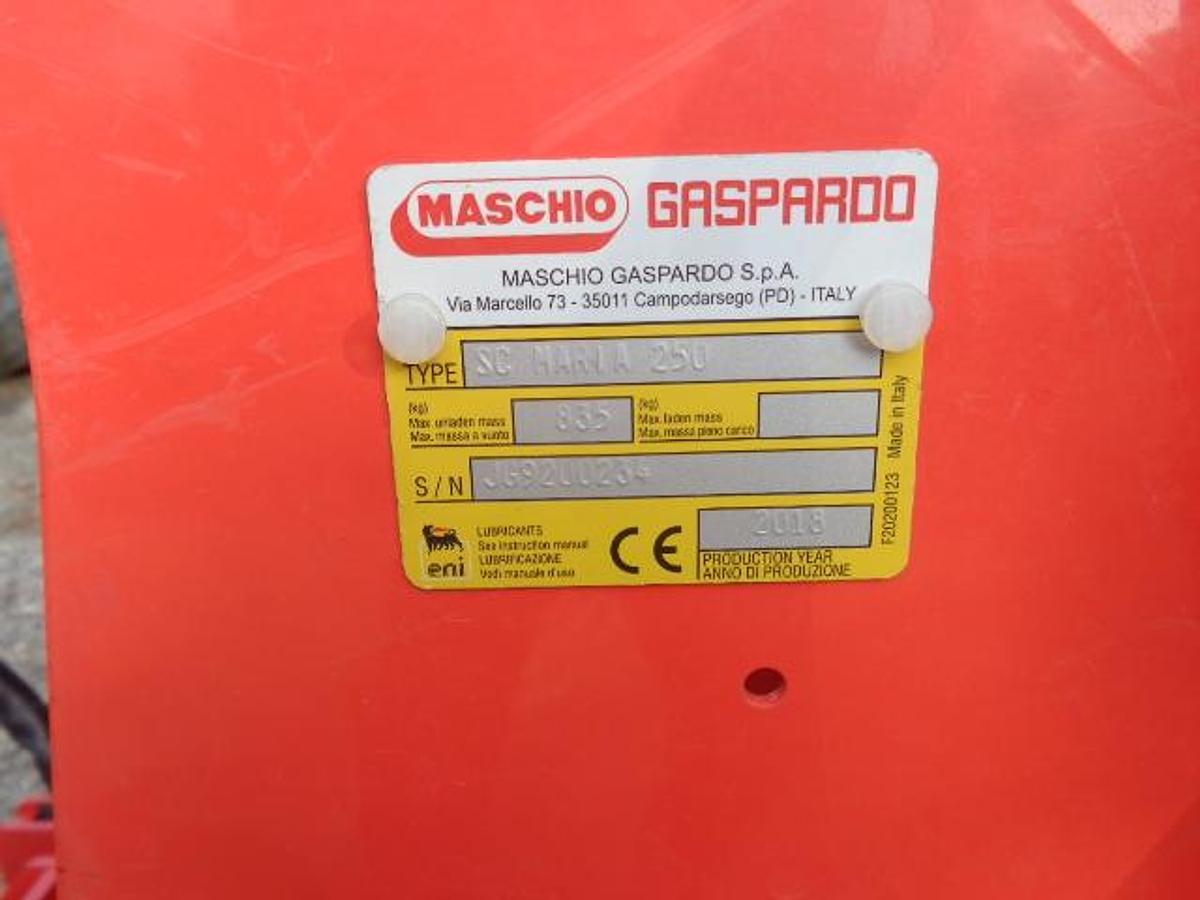 MASCHIO GASPARDO
MASCHIO GASPARDO S.p.A.
Via Marcello 73 - 35011 Campodarsego (PD) - ITALY
TYPE SC MARIA 250
(kg)
Max. unladen mass
Max. massa a vuoto
835
(kg)
Max. laden mass
Max. massa pieno carico
S/N JG9200234
eni
LUBRICANTS
See instruction manual
LUBRIFICAZIONE
Vedi manuale d'uso
CE
2018
PRODUCTION YEAR
ANNO DI PRODUZIONE
F20200123 Made in Italy